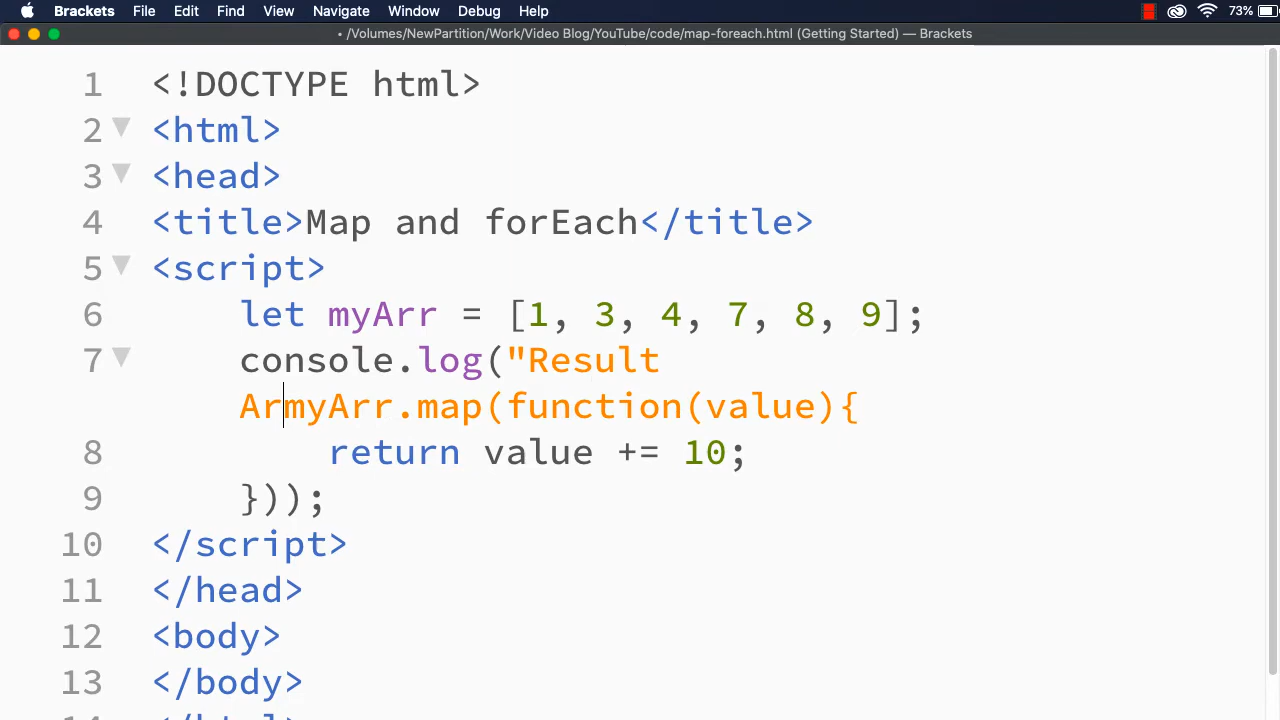 Brackets File Edit Find View Navigate Window Debug Help 73%
• /Volumes/NewPartition/Work/Video Blog/YouTube/code/map-foreach.html (Getting Started) — Brackets
1 <!DOCTYPE html>
2 <html>
3 <head>
4 <title>Map and forEach</title>
5 <script>
6 let myArr = [1, 3, 4, 7, 8, 9];
7 console.log("Result
ArmyArr.map(function(value){
8 return value += 10;
9 }));
10 </script>
11 </head>
12 <body>
13 </body>
14 </html>